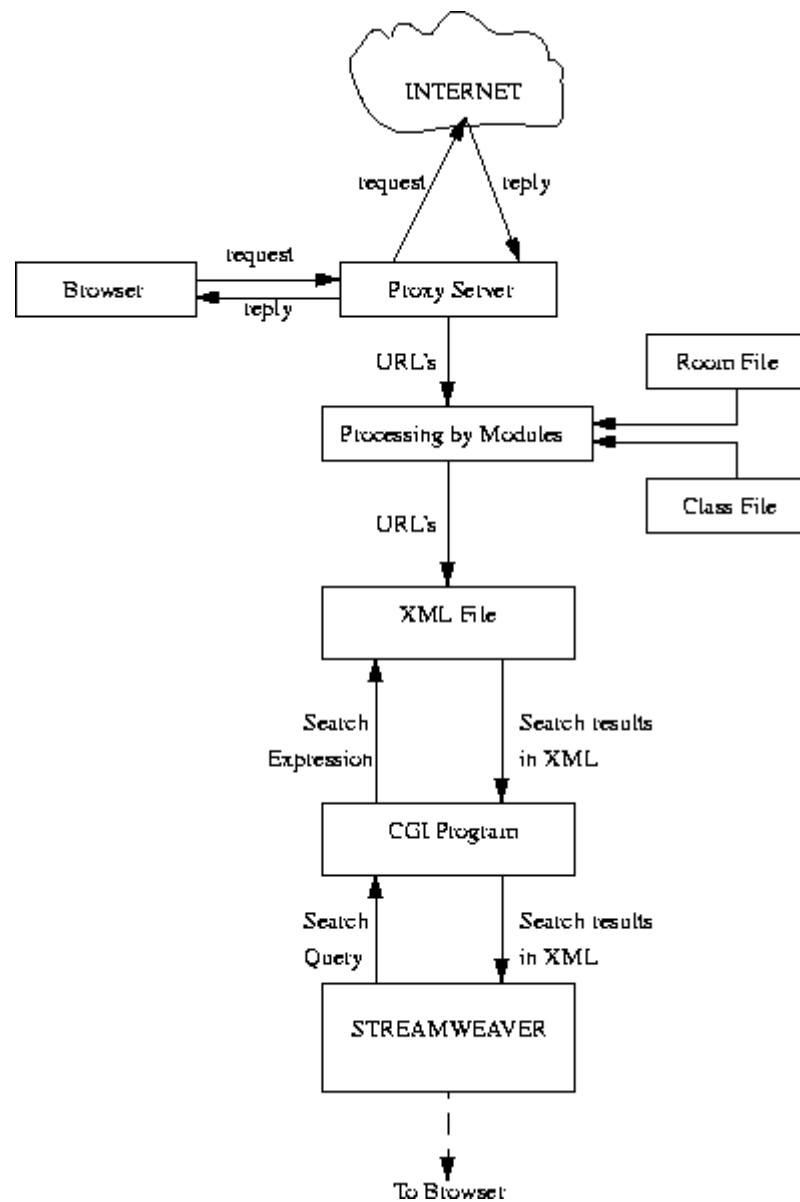 INTERNET
request
reply
request
Browser
Proxy Server
reply
URL's
Room File
Processing by Modules
Class File
URL's
XML File
Search
Expression
Search results
in XML
CGI Program
Search
Query
Search results
in XML
STREAMWEAVER
To Browser